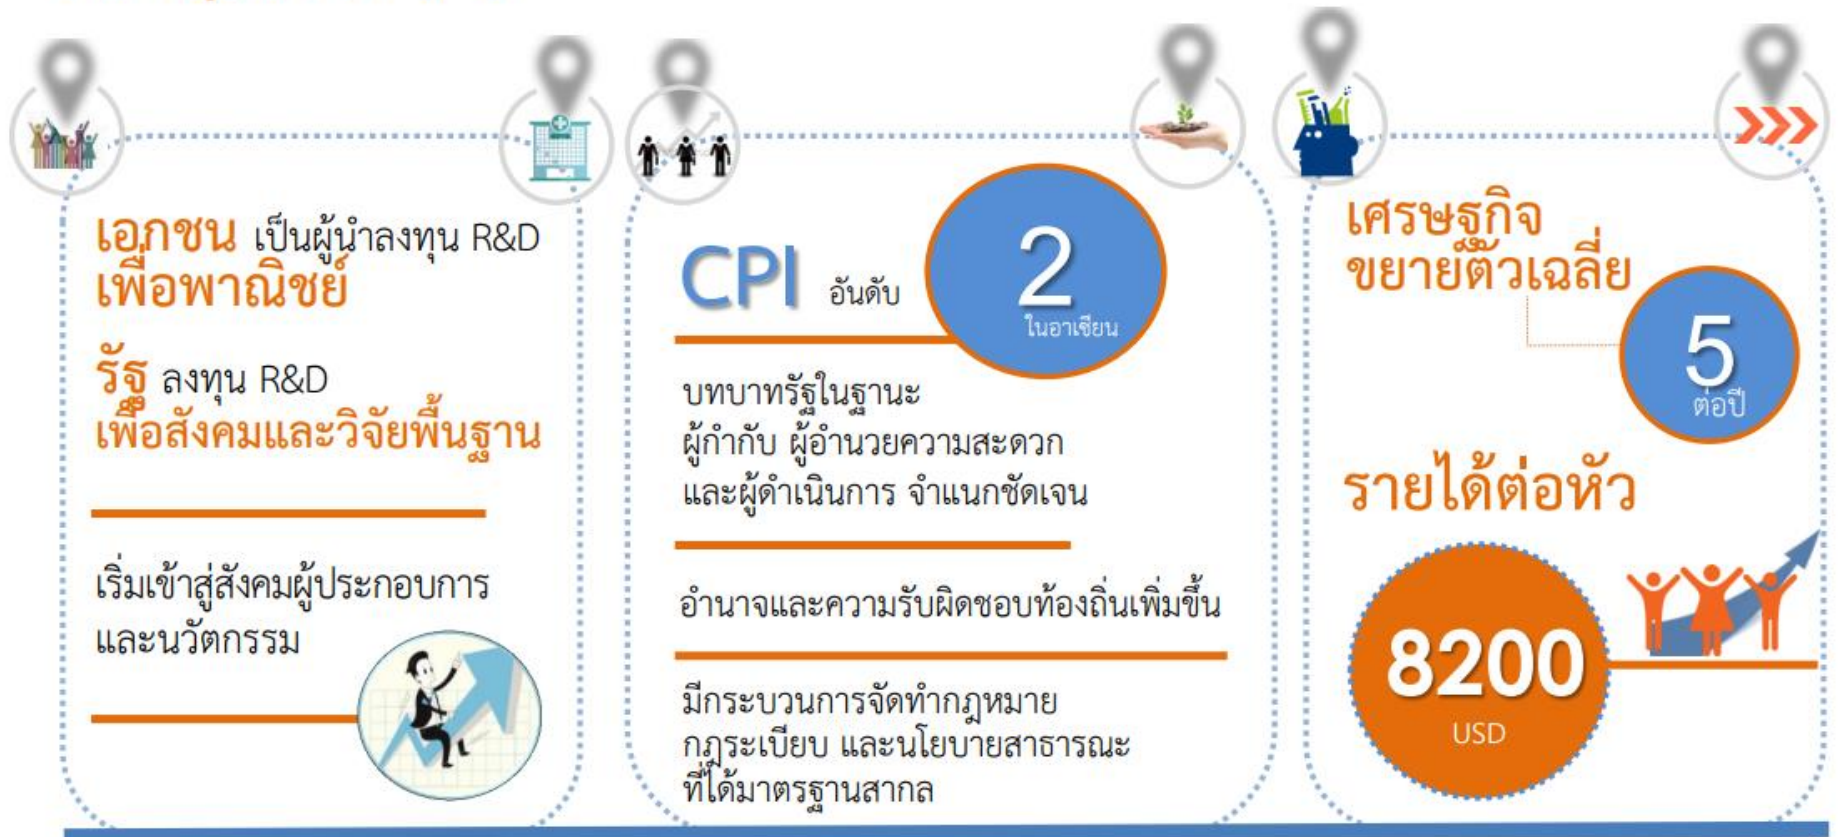 เอกชน เป็นผู้นำลงทุน R&D
เพื่อพาณิชย์
รัฐ ลงทุน R&D
เพื่อสังคมและวิจัยพื้นฐาน
เริ่มเข้าสู่สังคมผู้ประกอบการ
และนวัตกรรม
CPI อันดับ 2
ในอาเซียน
บทบาทรัฐในฐานะ
ผู้กำกับ ผู้อำนวยความสะดวก
และผู้ดำเนินการ จำแนกชัดเจน
อำนาจและความรับผิดชอบท้องถิ่นเพิ่มขึ้น
มีกระบวนการจัดทำกฎหมาย
กฎระเบียบ และนโยบายสาธารณะ
ที่ได้มาตรฐานสากล
เศรษฐกิจ
ขยายตัวเฉลี่ย
5
ต่อปี
รายได้ต่อหัว
8200
USD